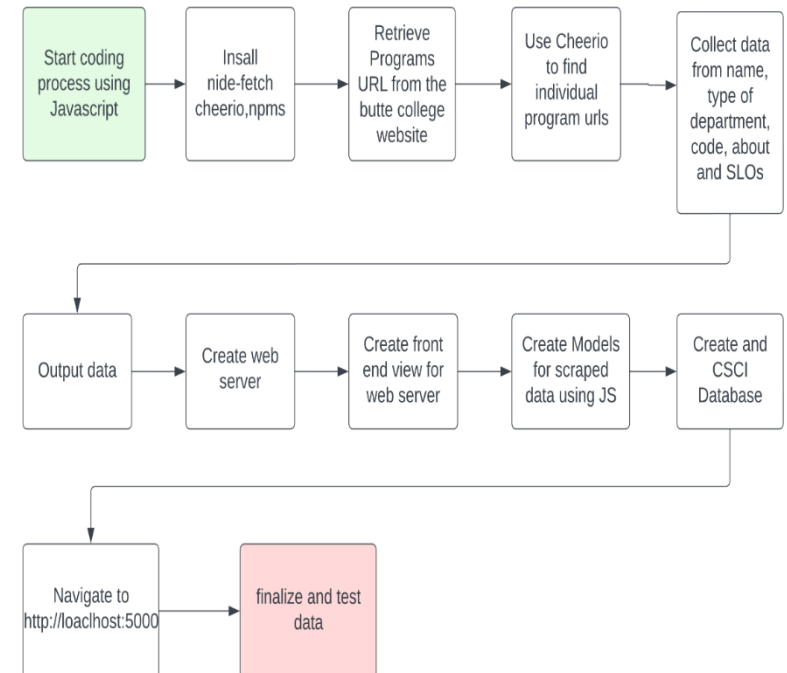 Start coding
process using
Javascript
Insall
nide-fetch
cheerio,npms
Retrieve
Programs
URL from the
butte college
website
Use Cheerio
to find
individual
program urls
Collect data
from name,
type of
department,
code, about
and SLOs
Output data
Create web
server
Create front
end view for
web server
Create Models
for scraped
data using JS
Create and
CSCI
Database
Navigate to
http://loaclhost:5000
finalize and test
data